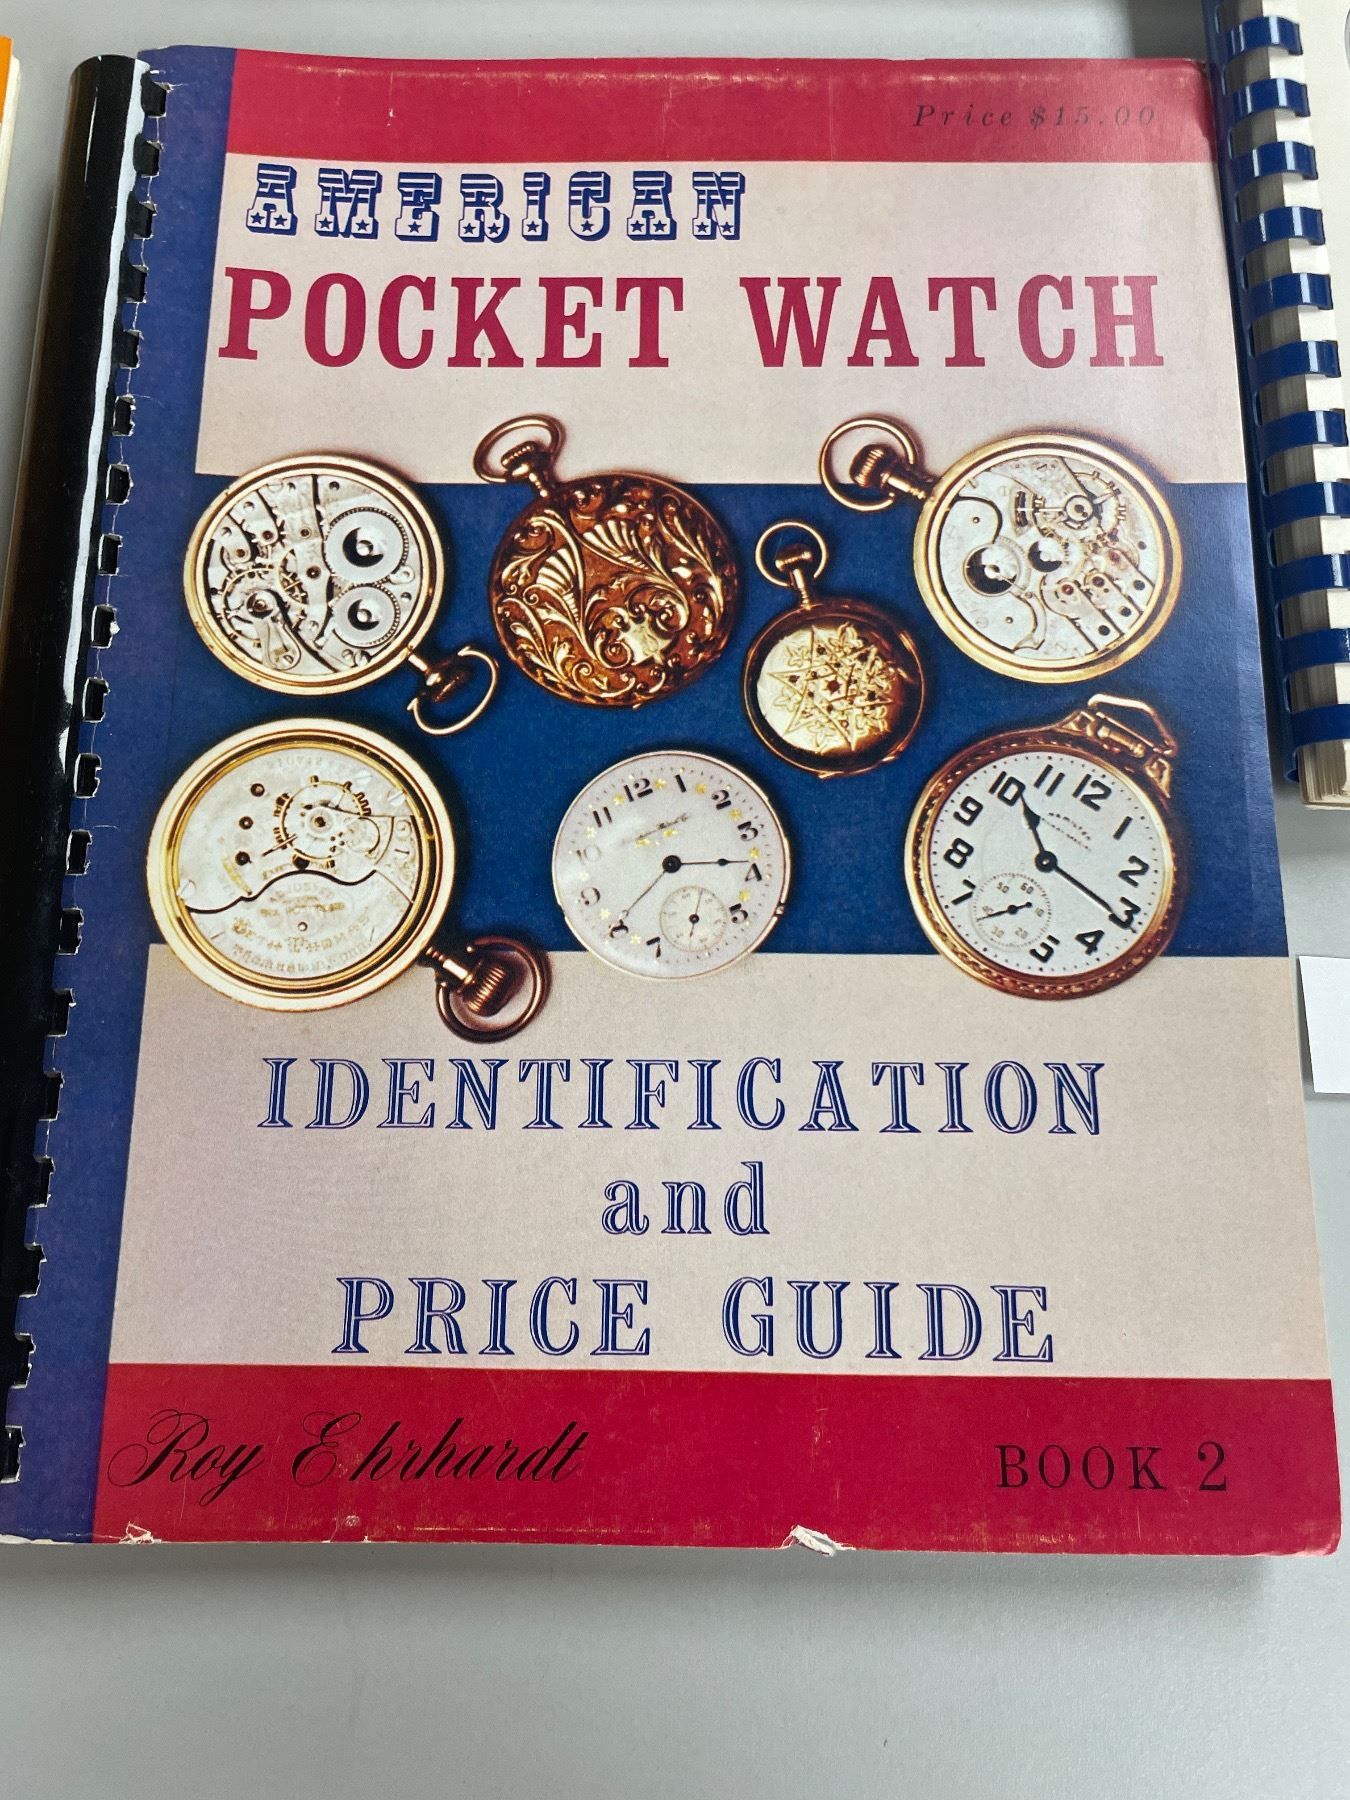 Price $15.00
AMERICAN
POCKET WATCH
IDENTIFICATION
and
PRICE GUIDE
Roy Ehrhardt
BOOK 2